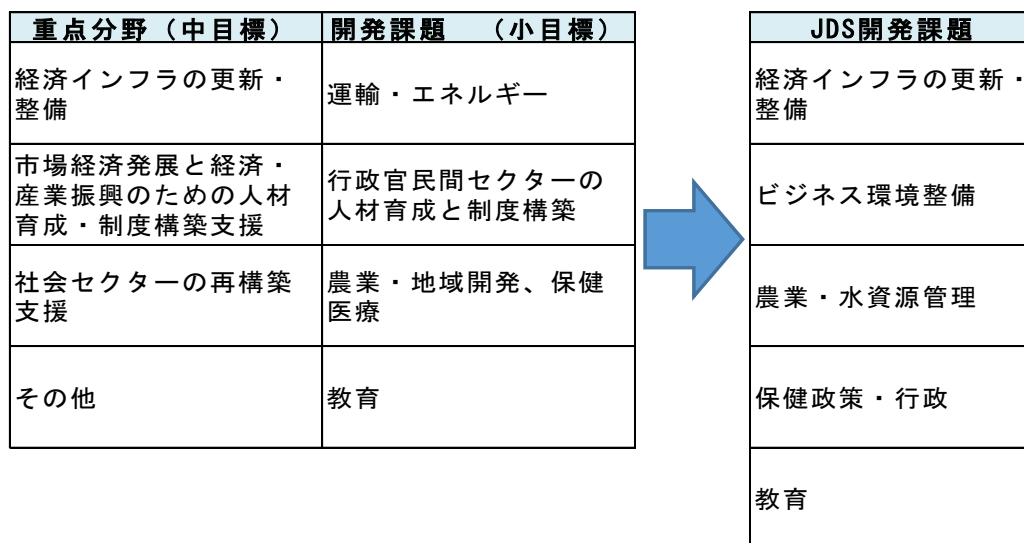 重点分野（中目標）
開発課題　（小目標）
経済インフラの更新・
整備
運輸・エネルギー
市場経済発展と経済・
産業振興のための人材
育成・制度構築支援
行政官民間セクターの
人材育成と制度構築
社会セクターの再構築
支援
農業・地域開発、保健
医療
その他
教育
JDS開発課題
経済インフラの更新・
整備
ビジネス環境整備
農業・水資源管理
保健政策・行政
教育